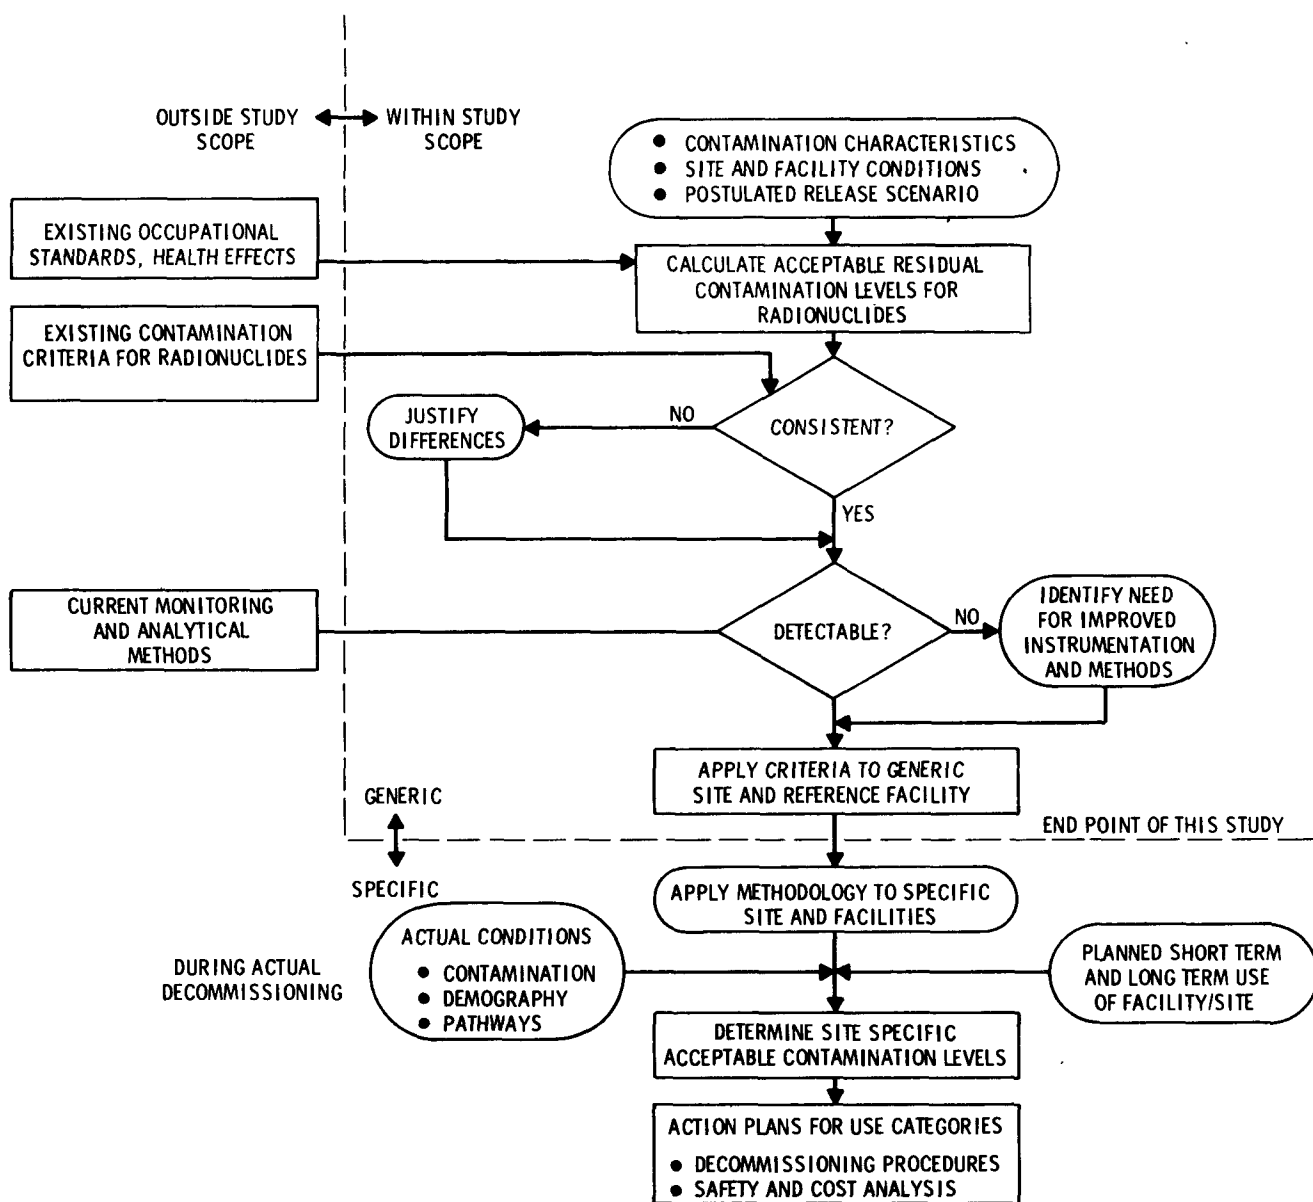 OUTSIDE STUDY
SCOPE
WITHIN STUDY
SCOPE
● CONTAMINATION CHARACTERISTICS
● SITE AND FACILITY CONDITIONS
● POSTULATED RELEASE SCENARIO
EXISTING OCCUPATIONAL
STANDARDS, HEALTH EFFECTS
CALCULATE ACCEPTABLE RESIDUAL
CONTAMINATION LEVELS FOR
RADIONUCLIDES
EXISTING CONTAMINATION
CRITERIA FOR RADIONUCLIDES
JUSTIFY
DIFFERENCES
NO
CONSISTENT?
YES
CURRENT MONITORING
AND ANALYTICAL
METHODS
DETECTABLE?
NO
IDENTIFY NEED
FOR IMPROVED
INSTRUMENTATION
AND METHODS
APPLY CRITERIA TO GENERIC
SITE AND REFERENCE FACILITY
GENERIC
END POINT OF THIS STUDY
SPECIFIC
APPLY METHODOLOGY TO SPECIFIC
SITE AND FACILITIES
DURING ACTUAL
DECOMMISSIONING
ACTUAL CONDITIONS
● CONTAMINATION
● DEMOGRAPHY
● PATHWAYS
PLANNED SHORT TERM
AND LONG TERM USE
OF FACILITY/SITE
DETERMINE SITE SPECIFIC
ACCEPTABLE CONTAMINATION LEVELS
ACTION PLANS FOR USE CATEGORIES
● DECOMMISSIONING PROCEDURES
● SAFETY AND COST ANALYSIS